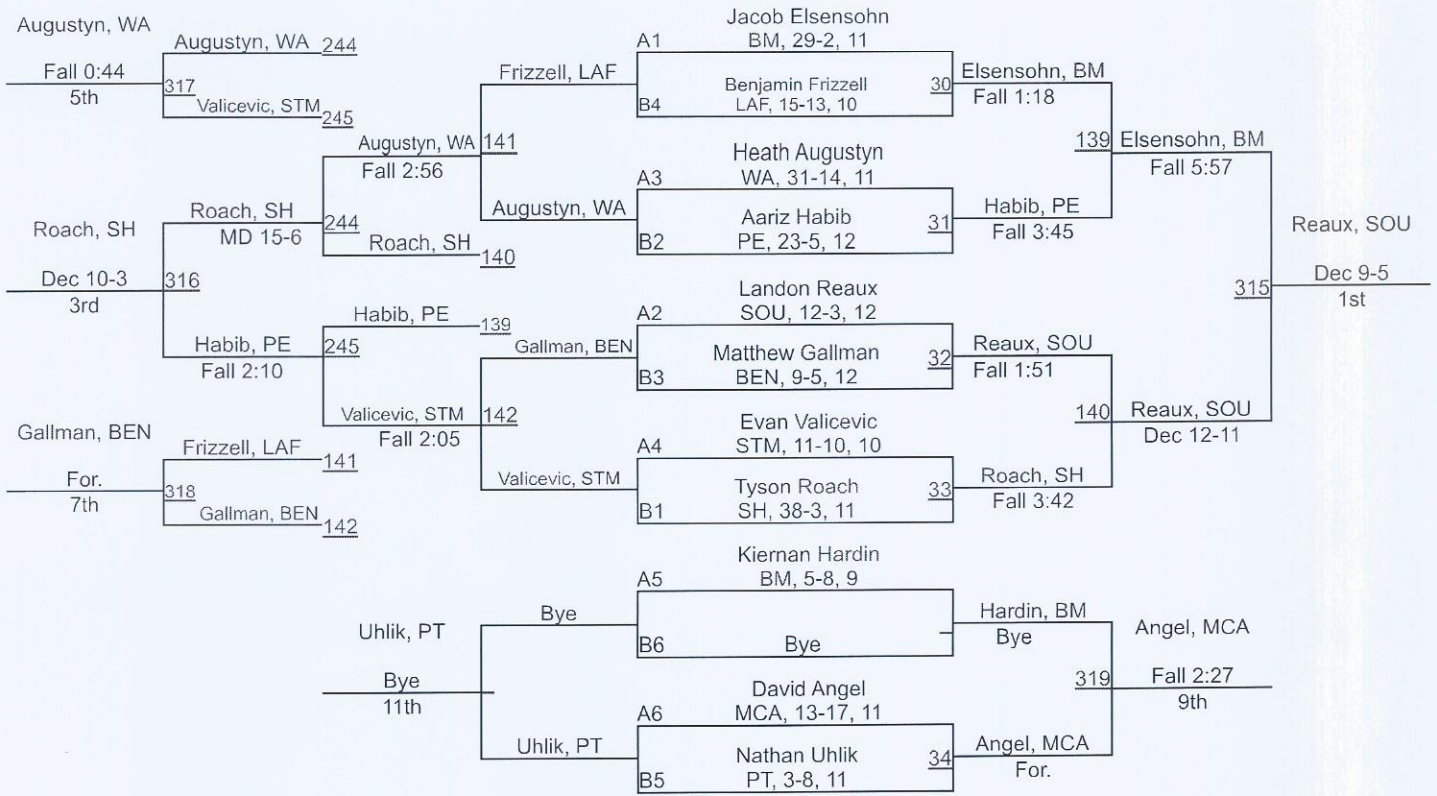 Augustyn, WA
Fall 0:44
5th
Augustyn, WA 244
317
Valicevic, STM 245
Roach, SH
Dec 10-3
3rd
Roach, SH
MD 15-6
316
Habib, PE
Fall 2:10
Augustyn, WA
Fall 2:56
244
Roach, SH 140
Habib, PE 139
245
Valicevic, STM
Fall 2:05
Gallman, BEN
For.
7th
Frizzell, LAF 141
318
Gallman, BEN 142
Frizzell, LAF
141
Augustyn, WA
Gallman, BEN
142
Valicevic, STM
Jacob Elsensohn
A1 BM, 29-2, 11
Benjamin Frizzell 30
B4 LAF, 15-13, 10
Heath Augustyn
A3 WA, 31-14, 11
Aariz Habib 31
B2 PE, 23-5, 12
Landon Reaux
A2 SOU, 12-3, 12
Matthew Gallman 32
B3 BEN, 9-5, 12
Evan Valicevic
A4 STM, 11-10, 10
Tyson Roach 33
B1 SH, 38-3, 11
Elsensohn, BM
Fall 1:18
139
Habib, PE
Fall 3:45
Reaux, SOU
Fall 1:51
140
Roach, SH
Fall 3:42
Elsensohn, BM
Fall 5:57
315
Reaux, SOU
Dec 12-11
Reaux, SOU
Dec 9-5
1st
Uhlik, PT
Bye
11th
Bye
Uhlik, PT
Kiernan Hardin
A5 BM, 5-8, 9
B6 Bye
David Angel
A6 MCA, 13-17, 11
Nathan Uhlik 34
B5 PT, 3-8, 11
Hardin, BM
Bye
319
Angel, MCA
For.
Angel, MCA
Fall 2:27
9th